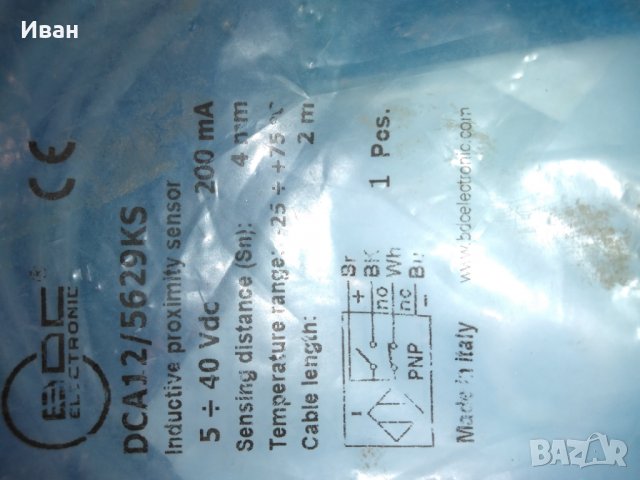 Иван
BDC®
ELECTRONIC
CE
DCA12/5629KS
Inductive proximity sensor
5 ÷ 40 Vdc 200 mA
Sensing distance (Sn): 4 mm
Temperature range: -25 ÷ +75 °C
Cable length: 2 m
+ Br
BK
no Wh
nc
− Bu
PNP
1 Pcs.
www.bdcelectronic.com
Made in Italy
BAZAR